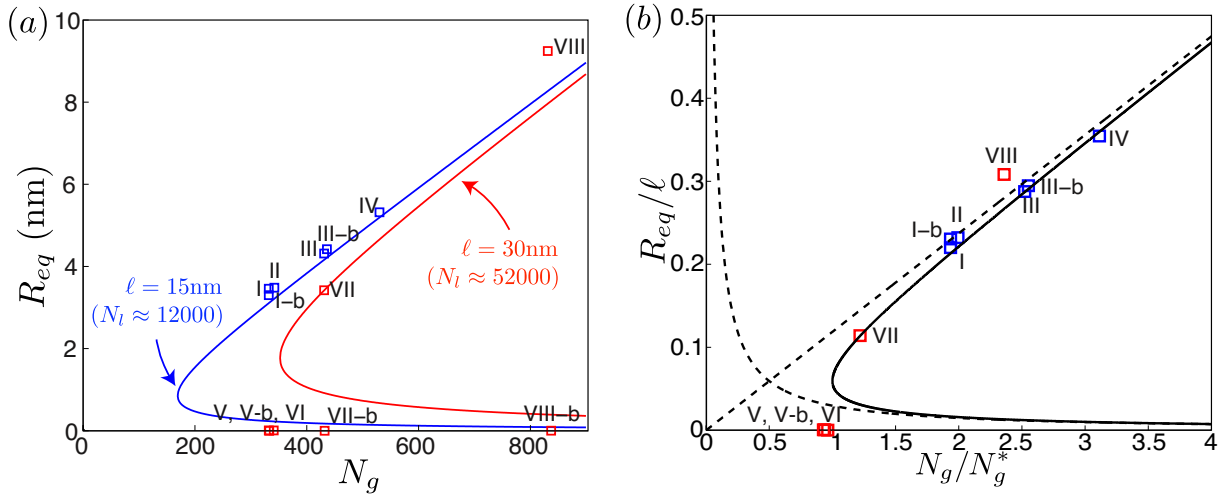 (a)
R_eq (nm)
10
8
6
4
2
0
0
200
400
600
800
N_g
VIII
IV
III–b
III
II
I
I–b
VII
ℓ = 15nm
(N_l ≈ 12000)
ℓ = 30nm
(N_l ≈ 52000)
V, V-b, VI
VII–b
VIII–b
(b)
R_eq/ℓ
0.5
0.4
0.3
0.2
0.1
0
0
0.5
1
1.5
2
2.5
3
3.5
4
N_g/N_g^*
VIII
IV
III–b
III
II
I–b
I
VII
V, V-b, VI